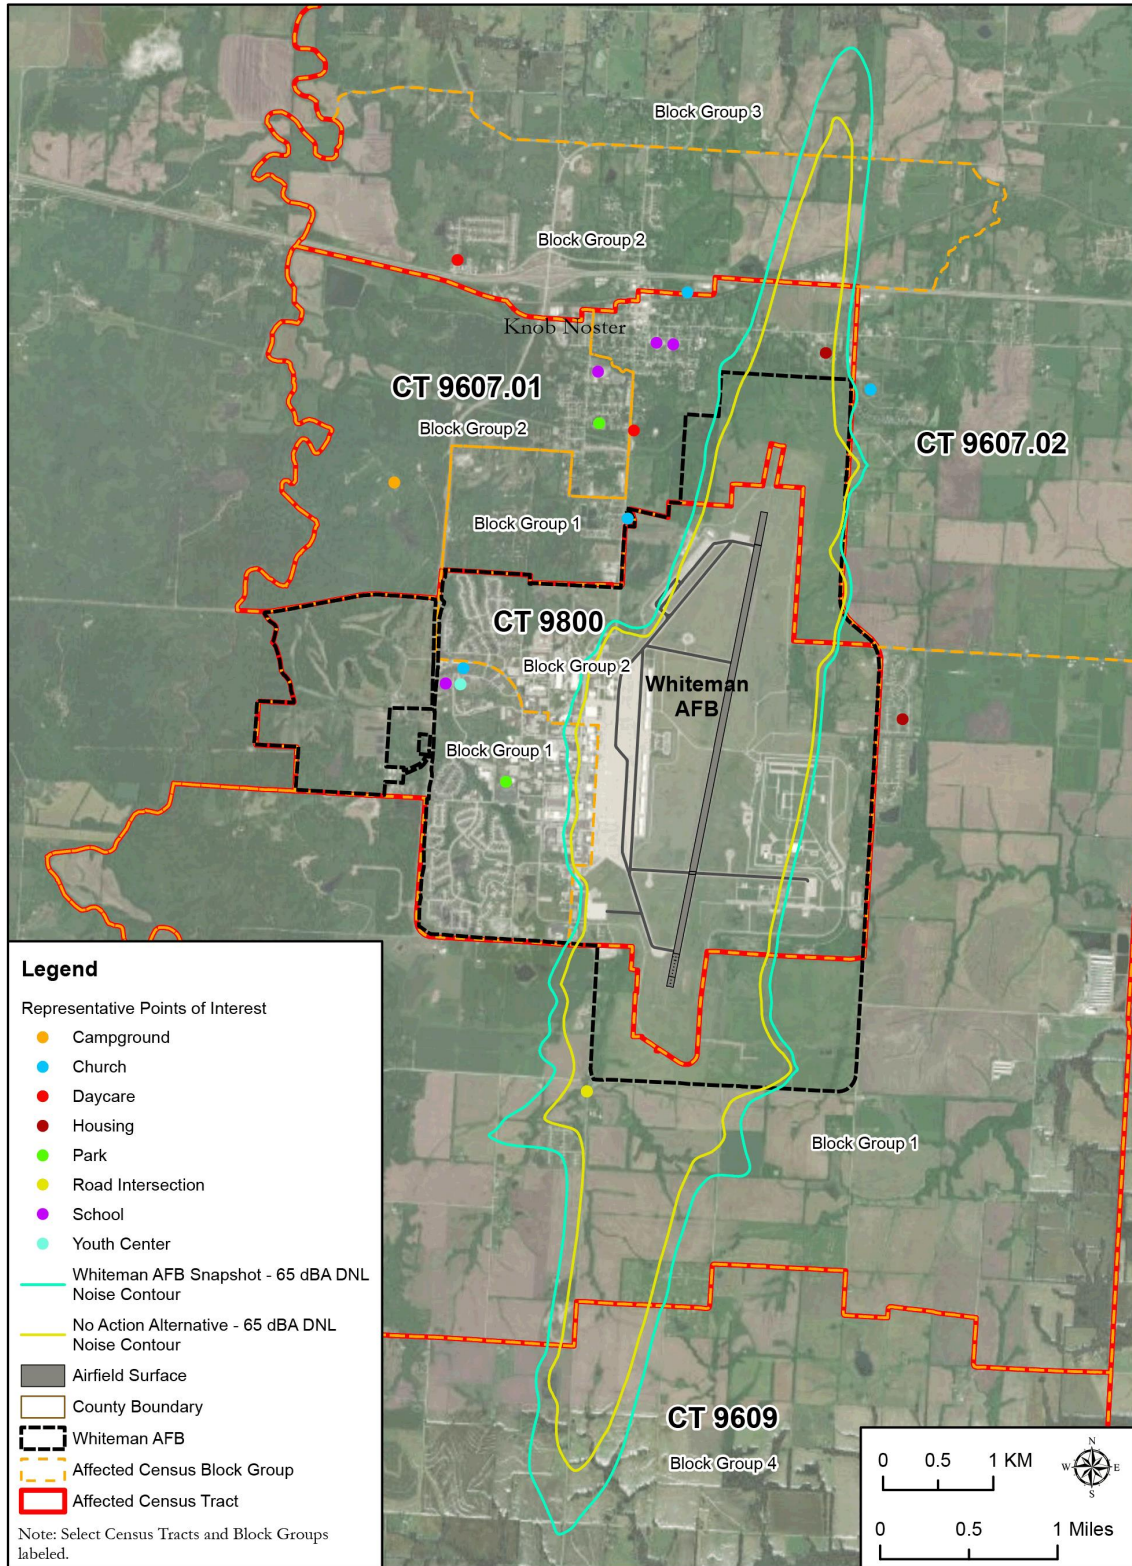 Block Group 3
Block Group 2
Knob Noster
CT 9607.01
Block Group 2
CT 9607.02
Block Group 1
CT 9800
Block Group 2
Whiteman
AFB
Block Group 1
Block Group 1
CT 9609
Block Group 4
Legend
Representative Points of Interest
Campground
Church
Daycare
Housing
Park
Road Intersection
School
Youth Center
Whiteman AFB Snapshot - 65 dBA DNL
Noise Contour
No Action Alternative - 65 dBA DNL
Noise Contour
Airfield Surface
County Boundary
Whiteman AFB
Affected Census Block Group
Affected Census Tract
Note: Select Census Tracts and Block Groups
labeled.
0 0.5 1 KM
N
W E
S
0 0.5 1 Miles